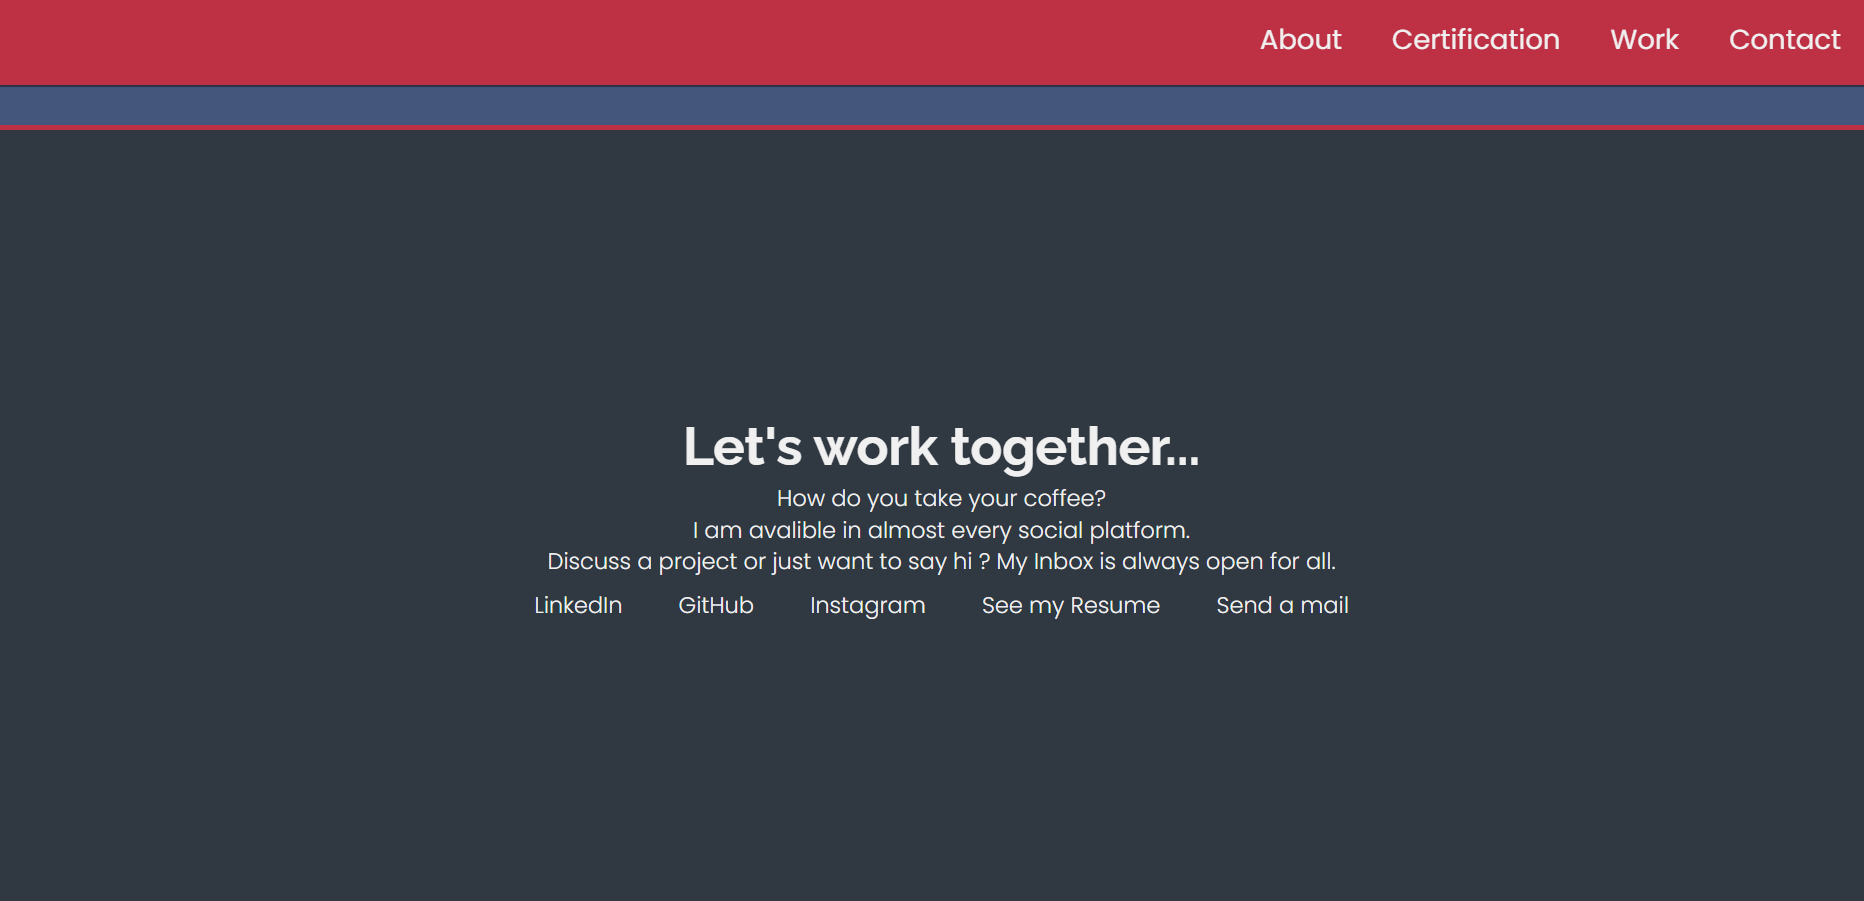 About Certification Work Contact
Let's work together...
How do you take your coffee?
I am avalible in almost every social platform.
Discuss a project or just want to say hi ? My Inbox is always open for all.
LinkedIn GitHub Instagram See my Resume Send a mail